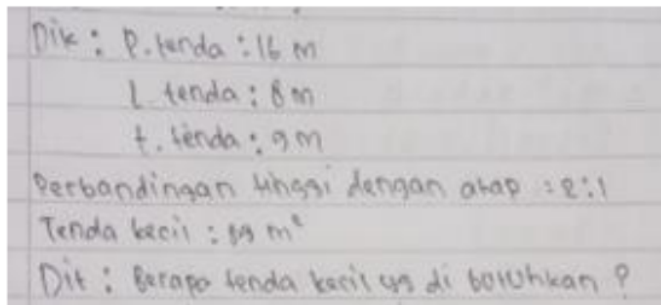 Dik : P. tenda : 16 m
l tenda : 8 m
t. tenda : 9 m
Perbandingan tinggi dengan atap : 2:1
Tenda kecil : m²
Dit : Berapa tenda kecil yg di botuhkan ?